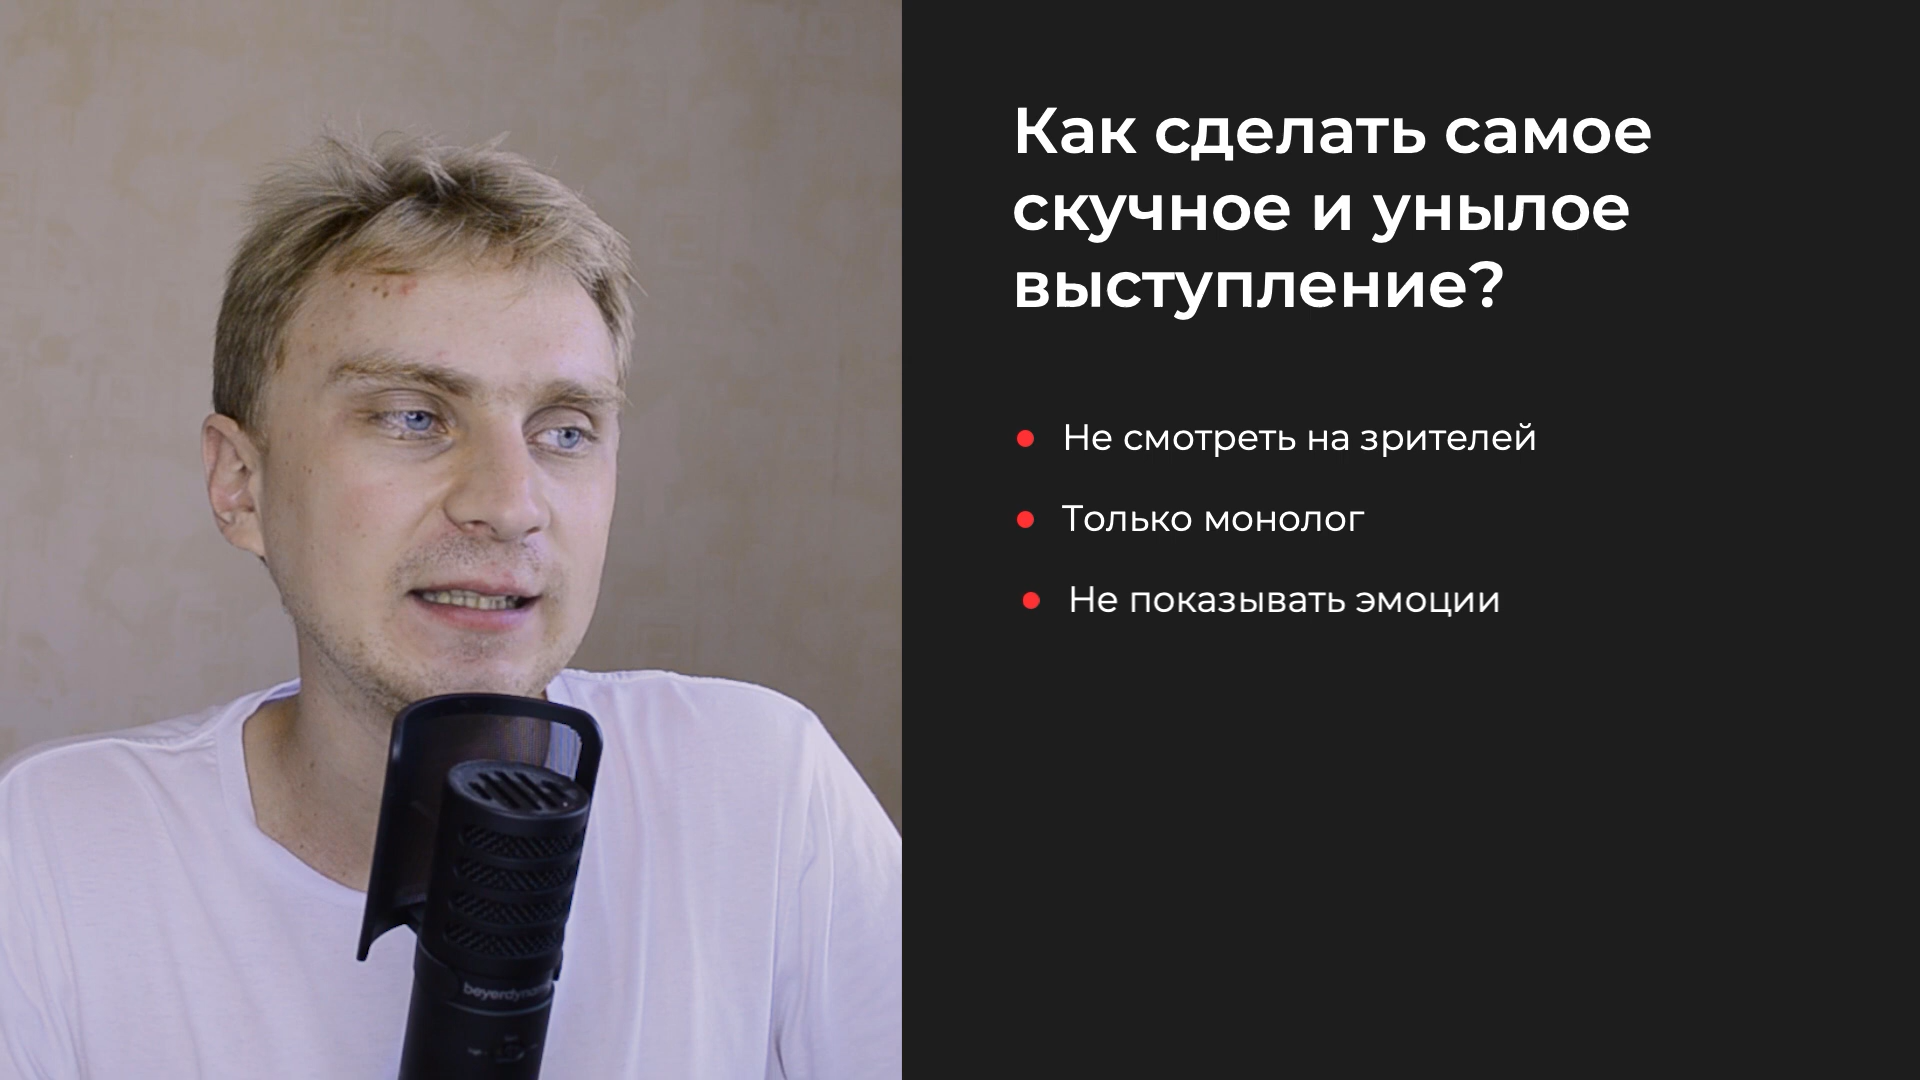 Как сделать самое
скучное и унылое
выступление?
Не смотреть на зрителей
Только монолог
Не показывать эмоции